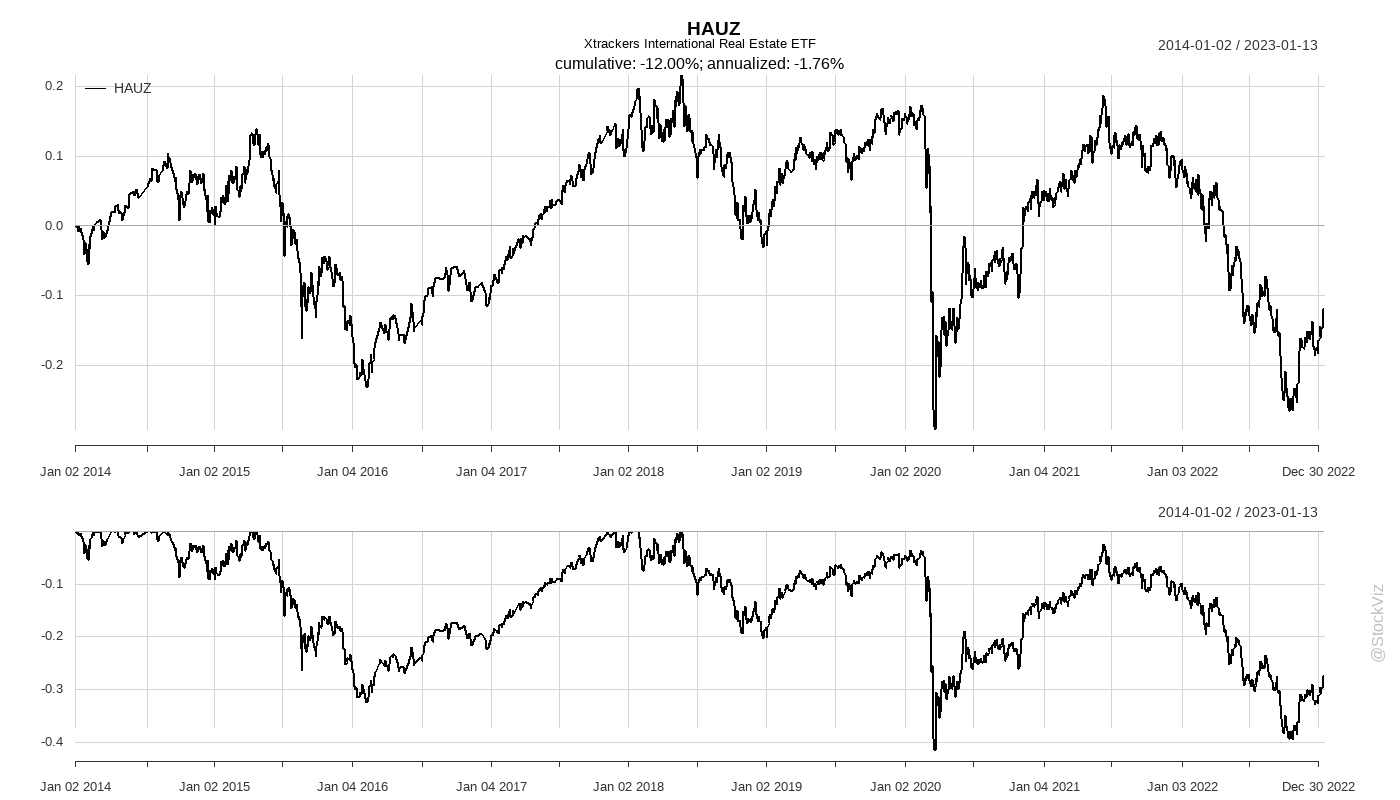 HAUZ
Xtrackers International Real Estate ETF
2014-01-02 / 2023-01-13
cumulative: -12.00%; annualized: -1.76%
HAUZ
0.2
0.1
0.0
-0.1
-0.2
Jan 02 2014 Jan 02 2015 Jan 04 2016 Jan 04 2017 Jan 02 2018 Jan 02 2019 Jan 02 2020 Jan 04 2021 Jan 03 2022 Dec 30 2022
2014-01-02 / 2023-01-13
-0.1
-0.2
-0.3
-0.4
Jan 02 2014 Jan 02 2015 Jan 04 2016 Jan 04 2017 Jan 02 2018 Jan 02 2019 Jan 02 2020 Jan 04 2021 Jan 03 2022 Dec 30 2022
@StockViz